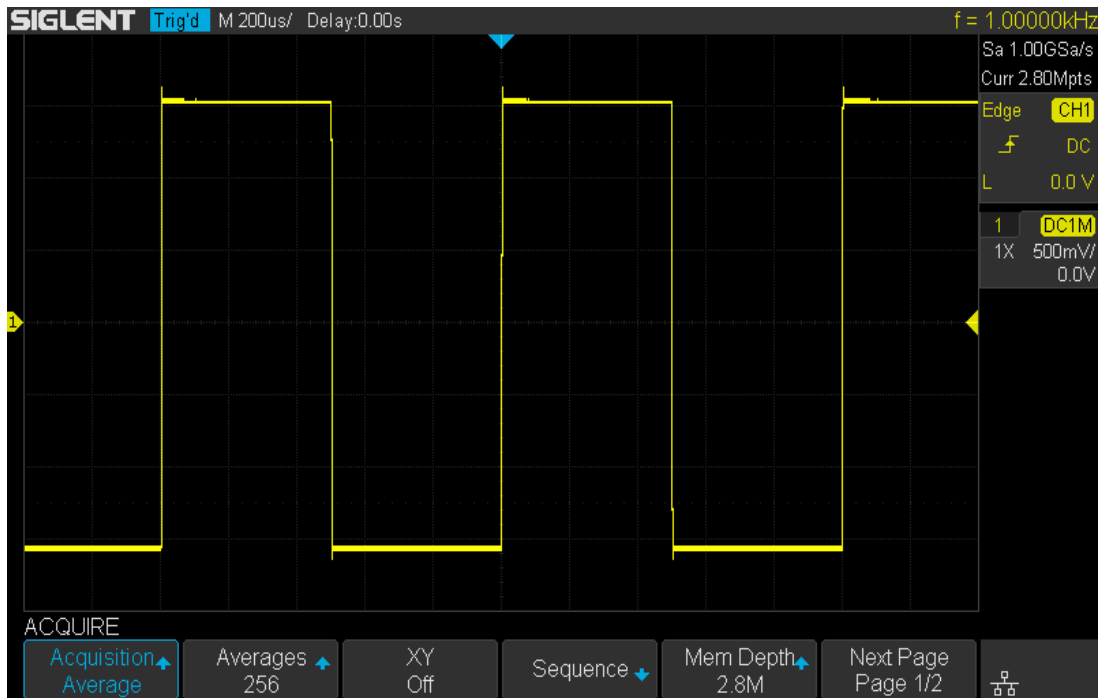 SIGLENT Trig'd M 200us/ Delay:0.00s f = 1.00000kHz
Sa 1.00GSa/s
Curr 2.80Mpts
Edge CH1
DC
L 0.0 V
1 DC1M
1X 500mV/
0.0V
1
ACQUIRE
Acquisition Averages XY Sequence Mem Depth Next Page
Average 256 Off 2.8M Page 1/2